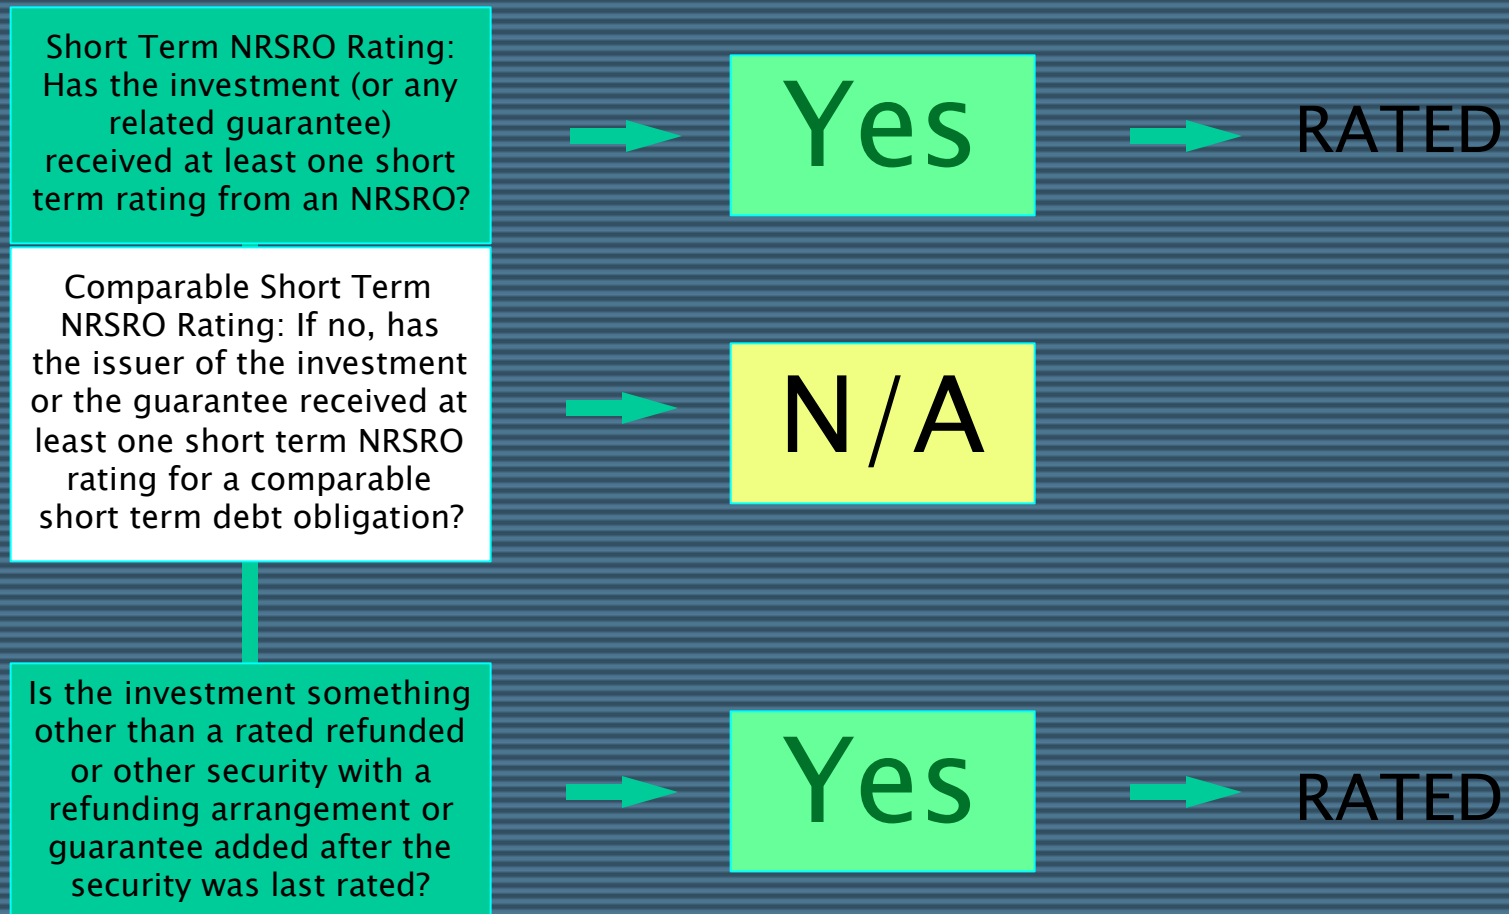 Short Term NRSRO Rating:
Has the investment (or any
related guarantee)
received at least one short
term rating from an NRSRO?
Yes
RATED
Comparable Short Term
NRSRO Rating: If no, has
the issuer of the investment
or the guarantee received at
least one short term NRSRO
rating for a comparable
short term debt obligation?
N/A
Is the investment something
other than a rated refunded
or other security with a
refunding arrangement or
guarantee added after the
security was last rated?
Yes
RATED